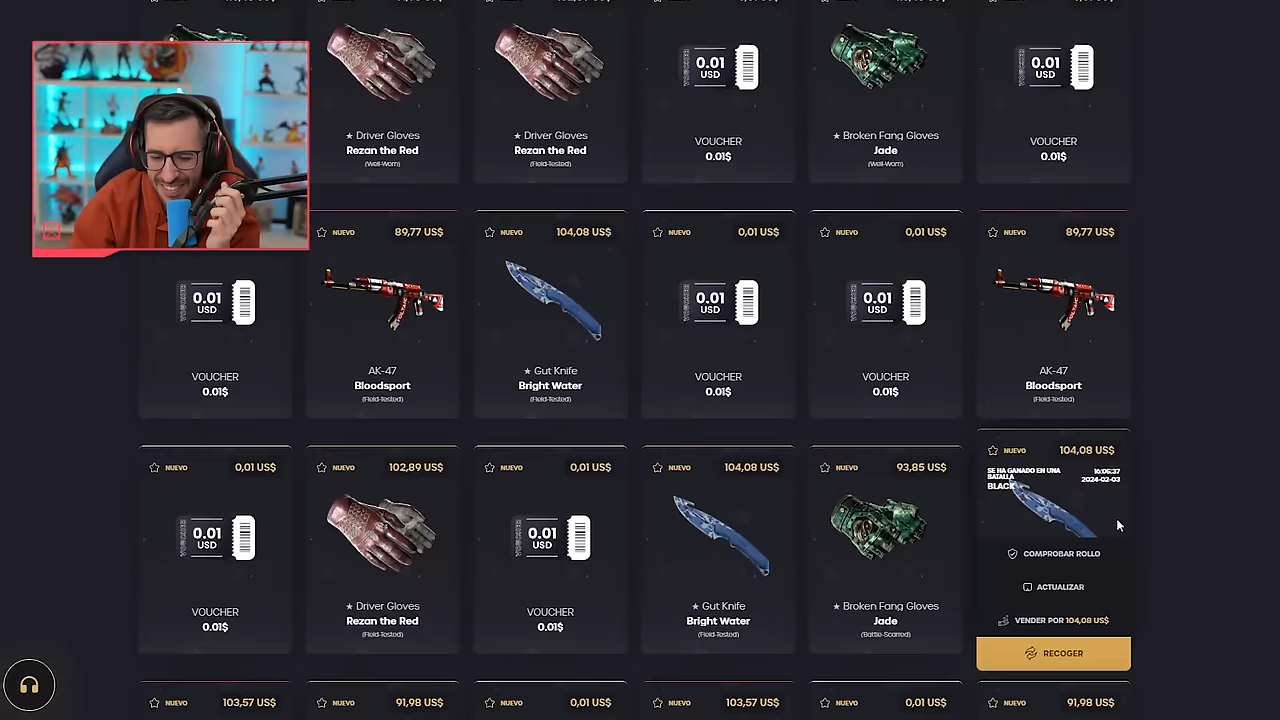 ★ Driver Gloves
Rezan the Red
(Well-Worn)
★ Driver Gloves
Rezan the Red
(Field-Tested)
0.01
USD
VOUCHER
0.01$
★ Broken Fang Gloves
Jade
(Well-Worn)
0.01
USD
VOUCHER
0.01$
0.01
USD
VOUCHER
0.01$
NUEVO 89,77 US$
AK-47
Bloodsport
(Field-Tested)
NUEVO 104,08 US$
★ Gut Knife
Bright Water
(Field-Tested)
NUEVO 0,01 US$
0.01
USD
VOUCHER
0.01$
NUEVO 0,01 US$
0.01
USD
VOUCHER
0.01$
NUEVO 89,77 US$
AK-47
Bloodsport
(Field-Tested)
NUEVO 0,01 US$
0.01
USD
VOUCHER
0.01$
NUEVO 102,89 US$
★ Driver Gloves
Rezan the Red
(Field-Tested)
NUEVO 0,01 US$
0.01
USD
VOUCHER
0.01$
NUEVO 104,08 US$
★ Gut Knife
Bright Water
(Field-Tested)
NUEVO 93,85 US$
★ Broken Fang Gloves
Jade
(Battle-Scarred)
NUEVO 104,08 US$
SE HA GANADO EN UNA 16:05:37
BATALLA 2024-02-03
BLACK
COMPROBAR ROLLO
ACTUALIZAR
VENDER POR 104,08 US$
RECOGER
NUEVO 103,57 US$
NUEVO 91,98 US$
NUEVO 0,01 US$
NUEVO 103,57 US$
NUEVO 0,01 US$
NUEVO 91,98 US$